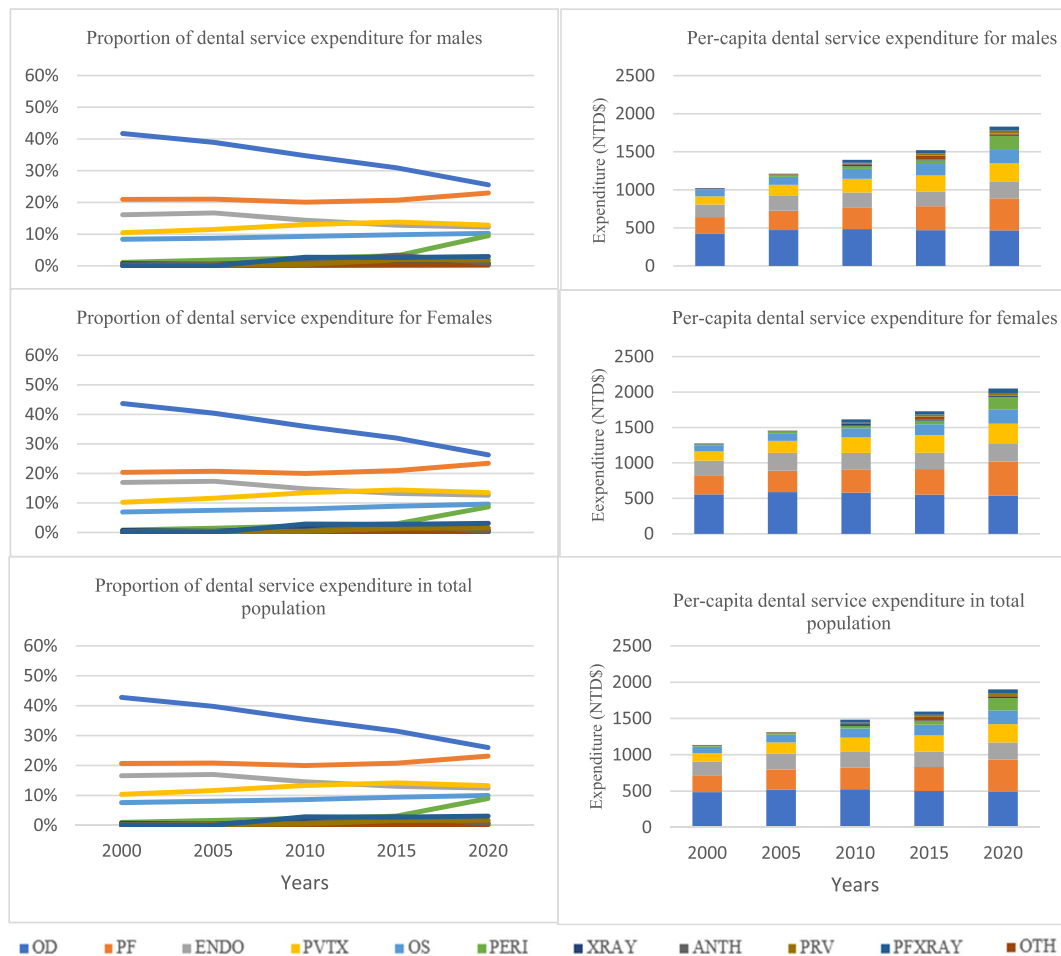 Proportion of dental service expenditure for males
60%
50%
40%
30%
20%
10%
0%
Per-capita dental service expenditure for males
Expenditure (NTD$)
2500
2000
1500
1000
500
0
Proportion of dental service expenditure for Females
60%
50%
40%
30%
20%
10%
0%
Per-capita dental service expenditure for females
Eexpenditure (NTD$)
2500
2000
1500
1000
500
0
Proportion of dental service expenditure in total
population
60%
50%
40%
30%
20%
10%
0%
2000 2005 2010 2015 2020
Years
Per-capita dental service expenditure in total
population
Expenditure (NTD$)
2500
2000
1500
1000
500
0
2000 2005 2010 2015 2020
Years
OD PF ENDO PVTX OS PERI XRAY ANTH PRV PFXRAY OTH